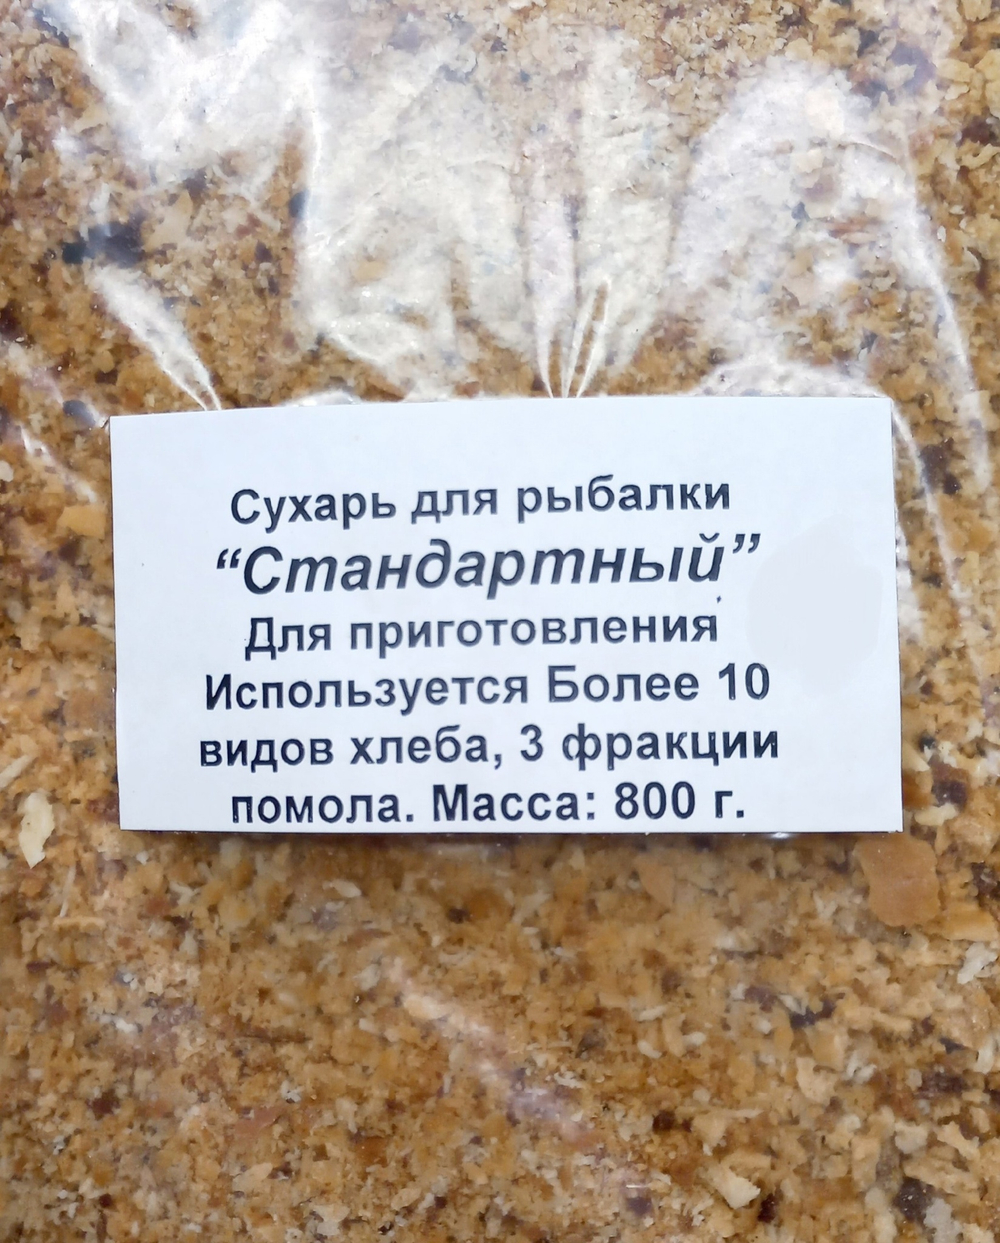 Сухарь для рыбалки
“Стандартный”
Для приготовления
Используется Более 10
видов хлеба, 3 фракции
помола. Масса: 800 г.